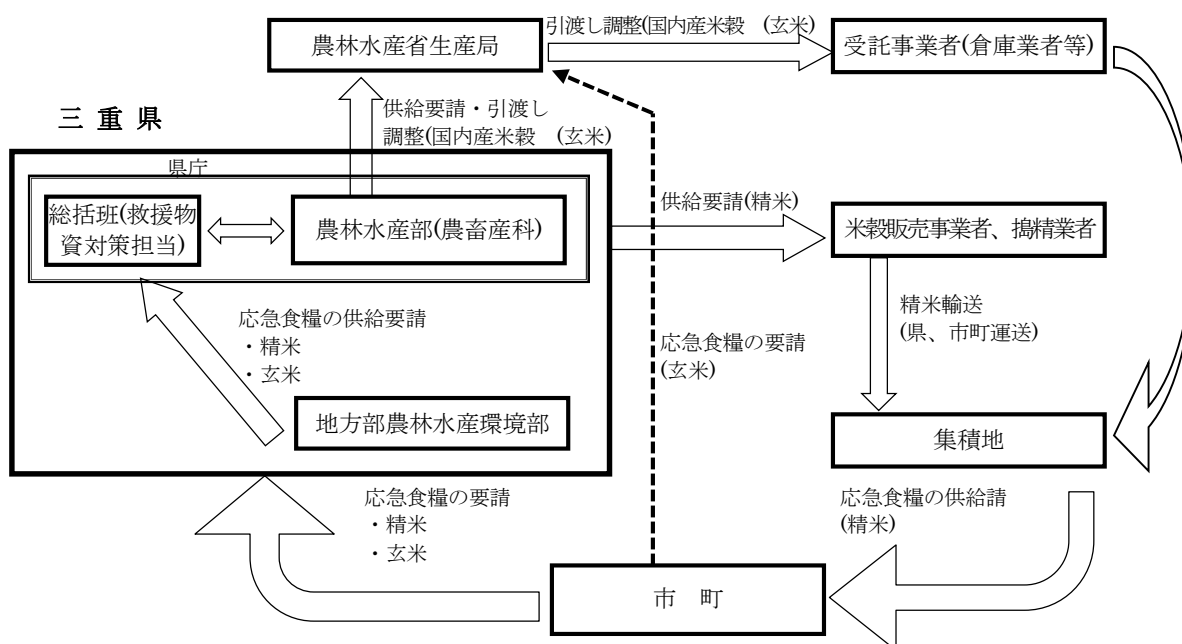 引渡し調整(国内産米穀　(玄米)
農林水産省生産局
受託事業者(倉庫業者等)
供給要請・引渡し
調整(国内産米穀　(玄米)
三 重 県
県庁
総括班(救援物
資対策担当)
農林水産部(農畜産科)
供給要請(精米)
米穀販売事業者、搗精業者
精米輸送
(県、市町運送)
応急食糧の供給要請
・精米
・玄米
応急食糧の要請
(玄米)
地方部農林水産環境部
集積地
応急食糧の要請
・精米
・玄米
応急食糧の供給請
(精米)
市　町